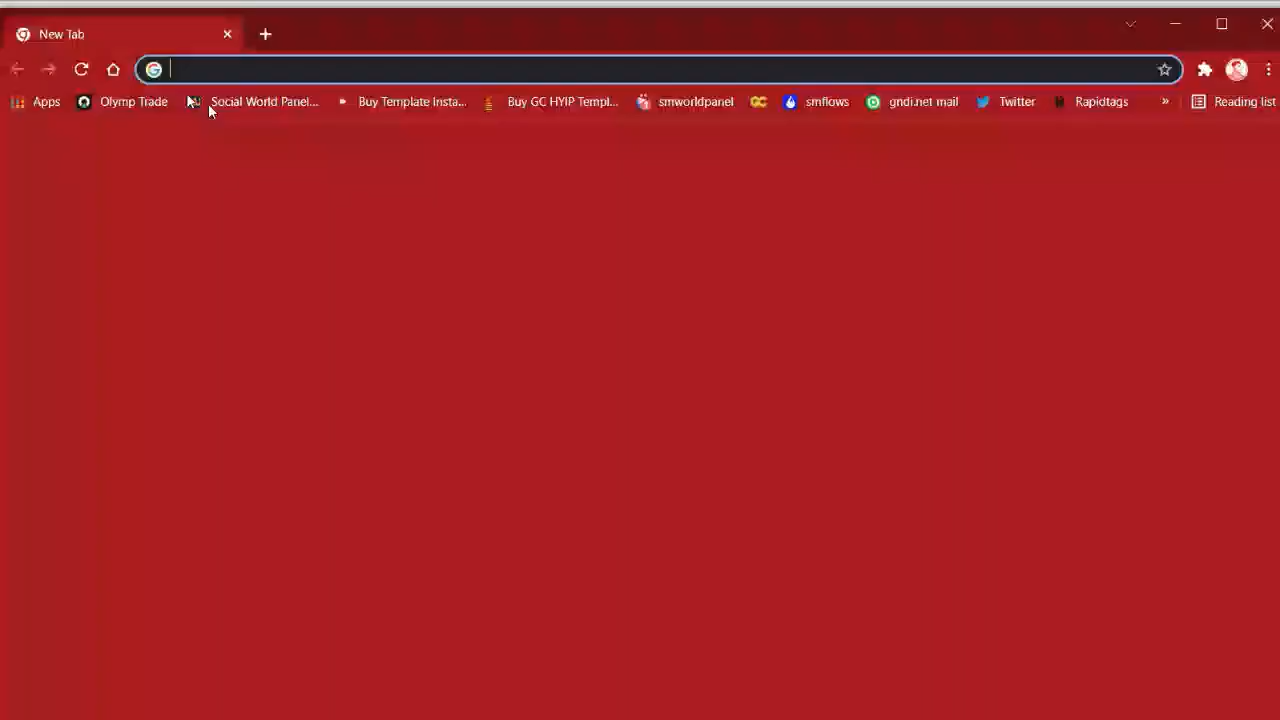 New Tab
Apps Olymp Trade Social World Panel... Buy Template Insta... Buy GC HYIP Templ... smworldpanel GC smflows gndi.net mail Twitter Rapidtags » Reading list